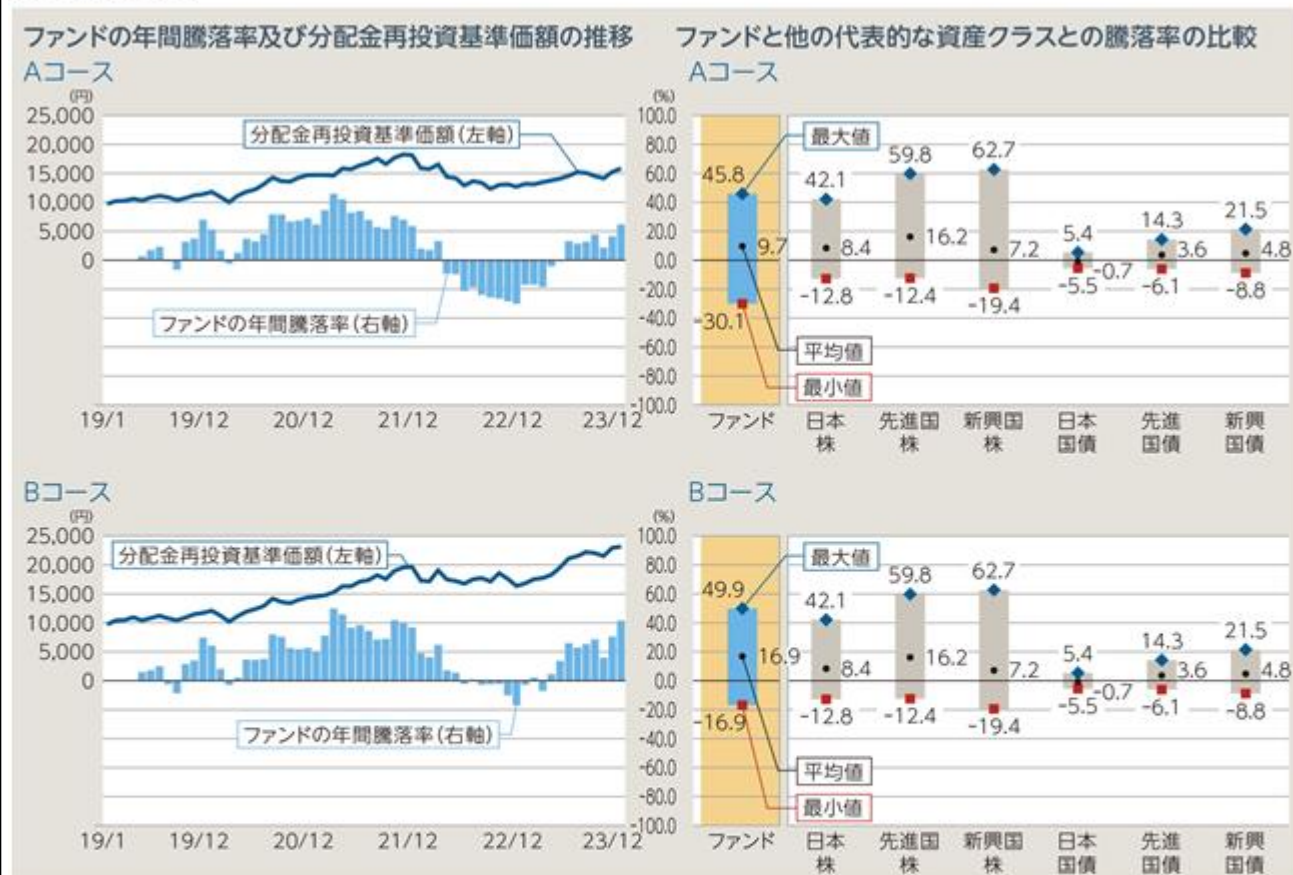 ファンドの年間騰落率及び分配金再投資基準価額の推移
Aコース
(円)
25,000
20,000
15,000
10,000
5,000
0
分配金再投資基準価額(左軸)
ファンドの年間騰落率(右軸)
(%)
100.0
80.0
60.0
40.0
20.0
0.0
-20.0
-40.0
-60.0
-80.0
-100.0
19/1 19/12 20/12 21/12 22/12 23/12
ファンドと他の代表的な資産クラスとの騰落率の比較
Aコース
最大値
45.8 42.1 59.8 62.7 5.4 14.3 21.5
9.7 8.4 16.2 7.2 -0.7 3.6 4.8
-30.1 -12.8 -12.4 -19.4 -5.5 -6.1 -8.8
平均値
最小値
ファンド 日本 先進国 新興国 日本 先進 新興
株 株 株 国債 国債 国債
Bコース
(円)
25,000
20,000
15,000
10,000
5,000
0
分配金再投資基準価額(左軸)
ファンドの年間騰落率(右軸)
(%)
100.0
80.0
60.0
40.0
20.0
0.0
-20.0
-40.0
-60.0
-80.0
-100.0
19/1 19/12 20/12 21/12 22/12 23/12
Bコース
最大値
49.9 42.1 59.8 62.7 5.4 14.3 21.5
16.9 8.4 16.2 7.2 -0.7 3.6 4.8
-16.9 -12.8 -12.4 -19.4 -5.5 -6.1 -8.8
平均値
最小値
ファンド 日本 先進国 新興国 日本 先進 新興
株 株 株 国債 国債 国債